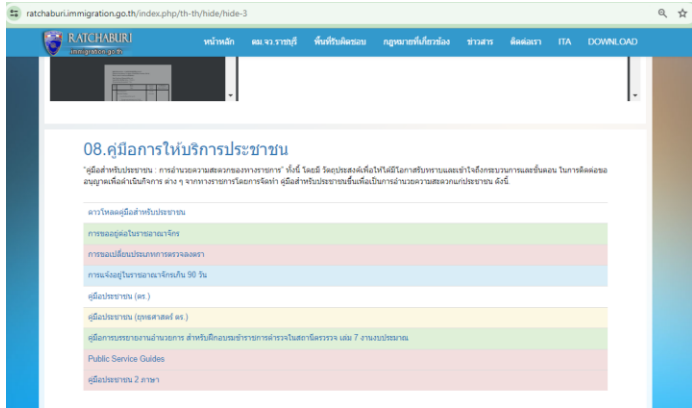 ratchaburi.immigration.go.th/index.php/th-th/hide/hide-3
RATCHABURI
immigration.go.th
หน้าหลัก ตม.จว.ราชบุรี พื้นที่รับผิดชอบ กฎหมายที่เกี่ยวข้อง ข่าวสาร ติดต่อเรา ITA DOWNLOAD
08.คู่มือการให้บริการประชาชน
"คู่มือสำหรับประชาชน : การอำนวยความสะดวกของทางราชการ" ทั้งนี้ โดยมี วัตถุประสงค์เพื่อให้ได้มีโอกาสรับทราบและเข้าใจถึงกระบวนการและขั้นตอน ในการติดต่อขอ
อนุญาตเพื่อดำเนินกิจการ ต่าง ๆ จากทางราชการโดยการจัดทำ คู่มือสำหรับประชาชนขึ้นเพื่อเป็นการอำนวยความสะดวกแก่ประชาชน ดังนี้.
ดาวโหลดคู่มือสำหรับประชาชน
การขออยู่ต่อในราชอาณาจักร
การขอเปลี่ยนประเภทการตรวจลงตรา
การแจ้งอยู่ในราชอาณาจักรเกิน 90 วัน
คู่มือประชาชน (ตร.)
คู่มือประชาชน (ยุทธศาสตร์ ตร.)
คู่มือการบรรยายงานอำนวยการ สำหรับฝึกอบรมข้าราชการตำรวจในสถานีตรวรวจ เล่ม 7 งานงบประมาณ
Public Service Guides
คู่มือประชาชน 2 ภาษา